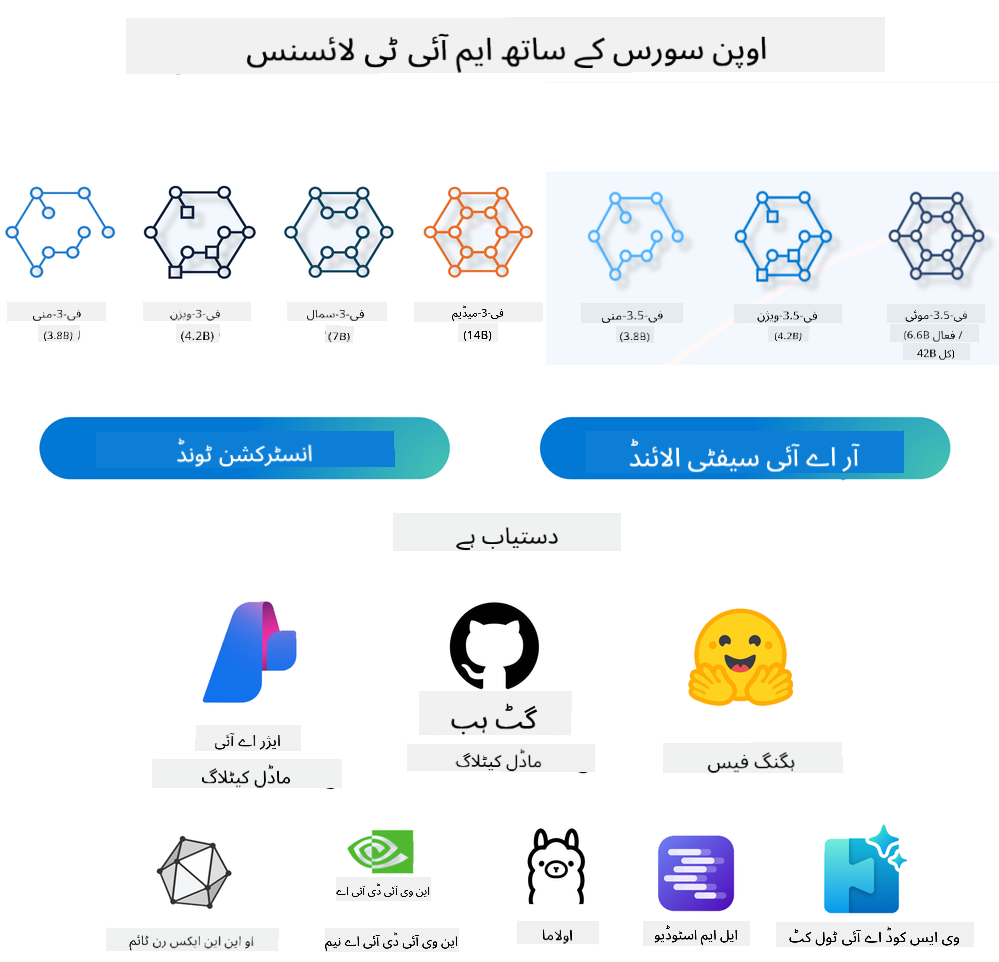 اوپن سورس کے ساتھ ایم آئی ٹی لائسنس
فی-3-منی
(3.8B)
فی-3-ویژن
(4.2B)
فی-3-سمال
(7B)
فی-3-میڈیم
(14B)
فی-3.5-منی
(3.8B)
فی-3.5-ویژن
(4.2B)
فی-3.5-موئی
(6.6B فعال /
42B کل)
انسٹرکشن ٹونڈ
آر اے آئی سیفٹی الائنڈ
دستیاب ہے
ایژر اے آئی
ماڈل کیٹلاگ
گٹ ہب
ماڈل کیٹلاگ
ہگنگ فیس
او این این ایکس رن ٹائم
این وی آئی ڈی آئی اے
این وی آئی ڈی آئی اے نیم
اولاما
ایل ایم اسٹوڈیو
وی ایس کوڈ اے آئی ٹول کٹ